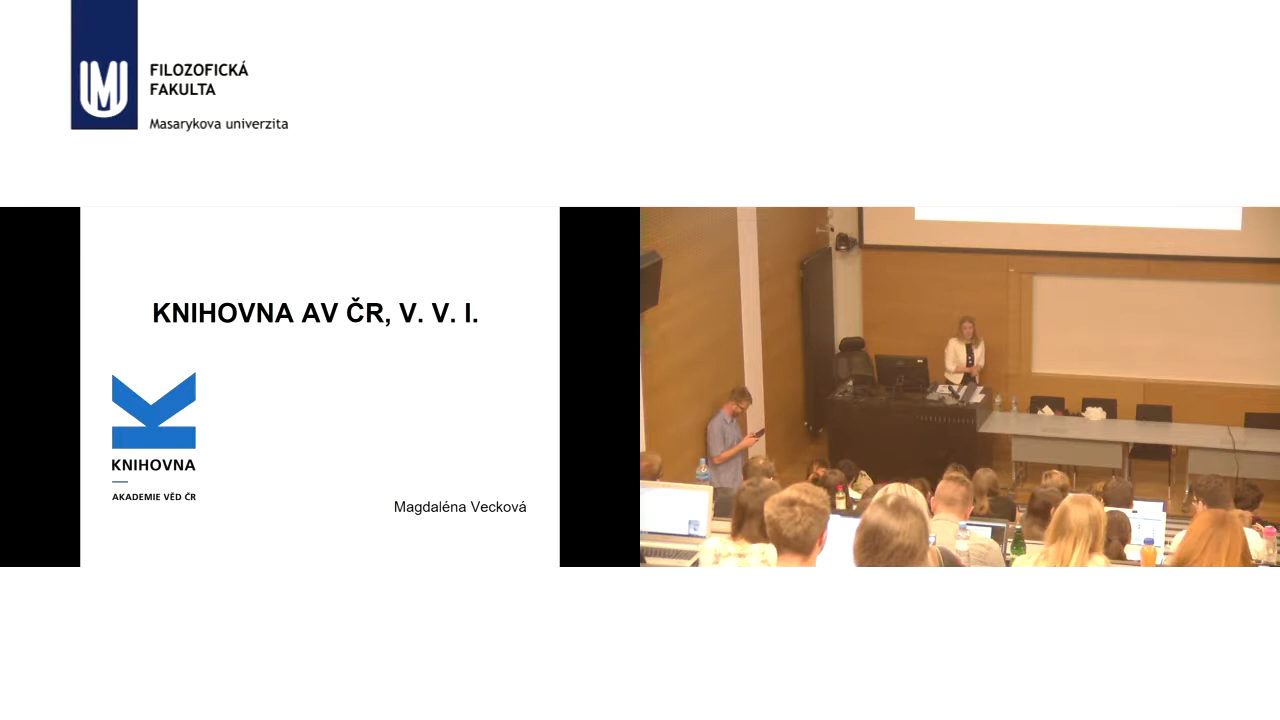 FILOZOFICKÁ
FAKULTA
Masarykova univerzita
KNIHOVNA AV ČR, V. V. I.
KNIHOVNA
AKADEMIE VĚD ČR
Magdaléna Vecková